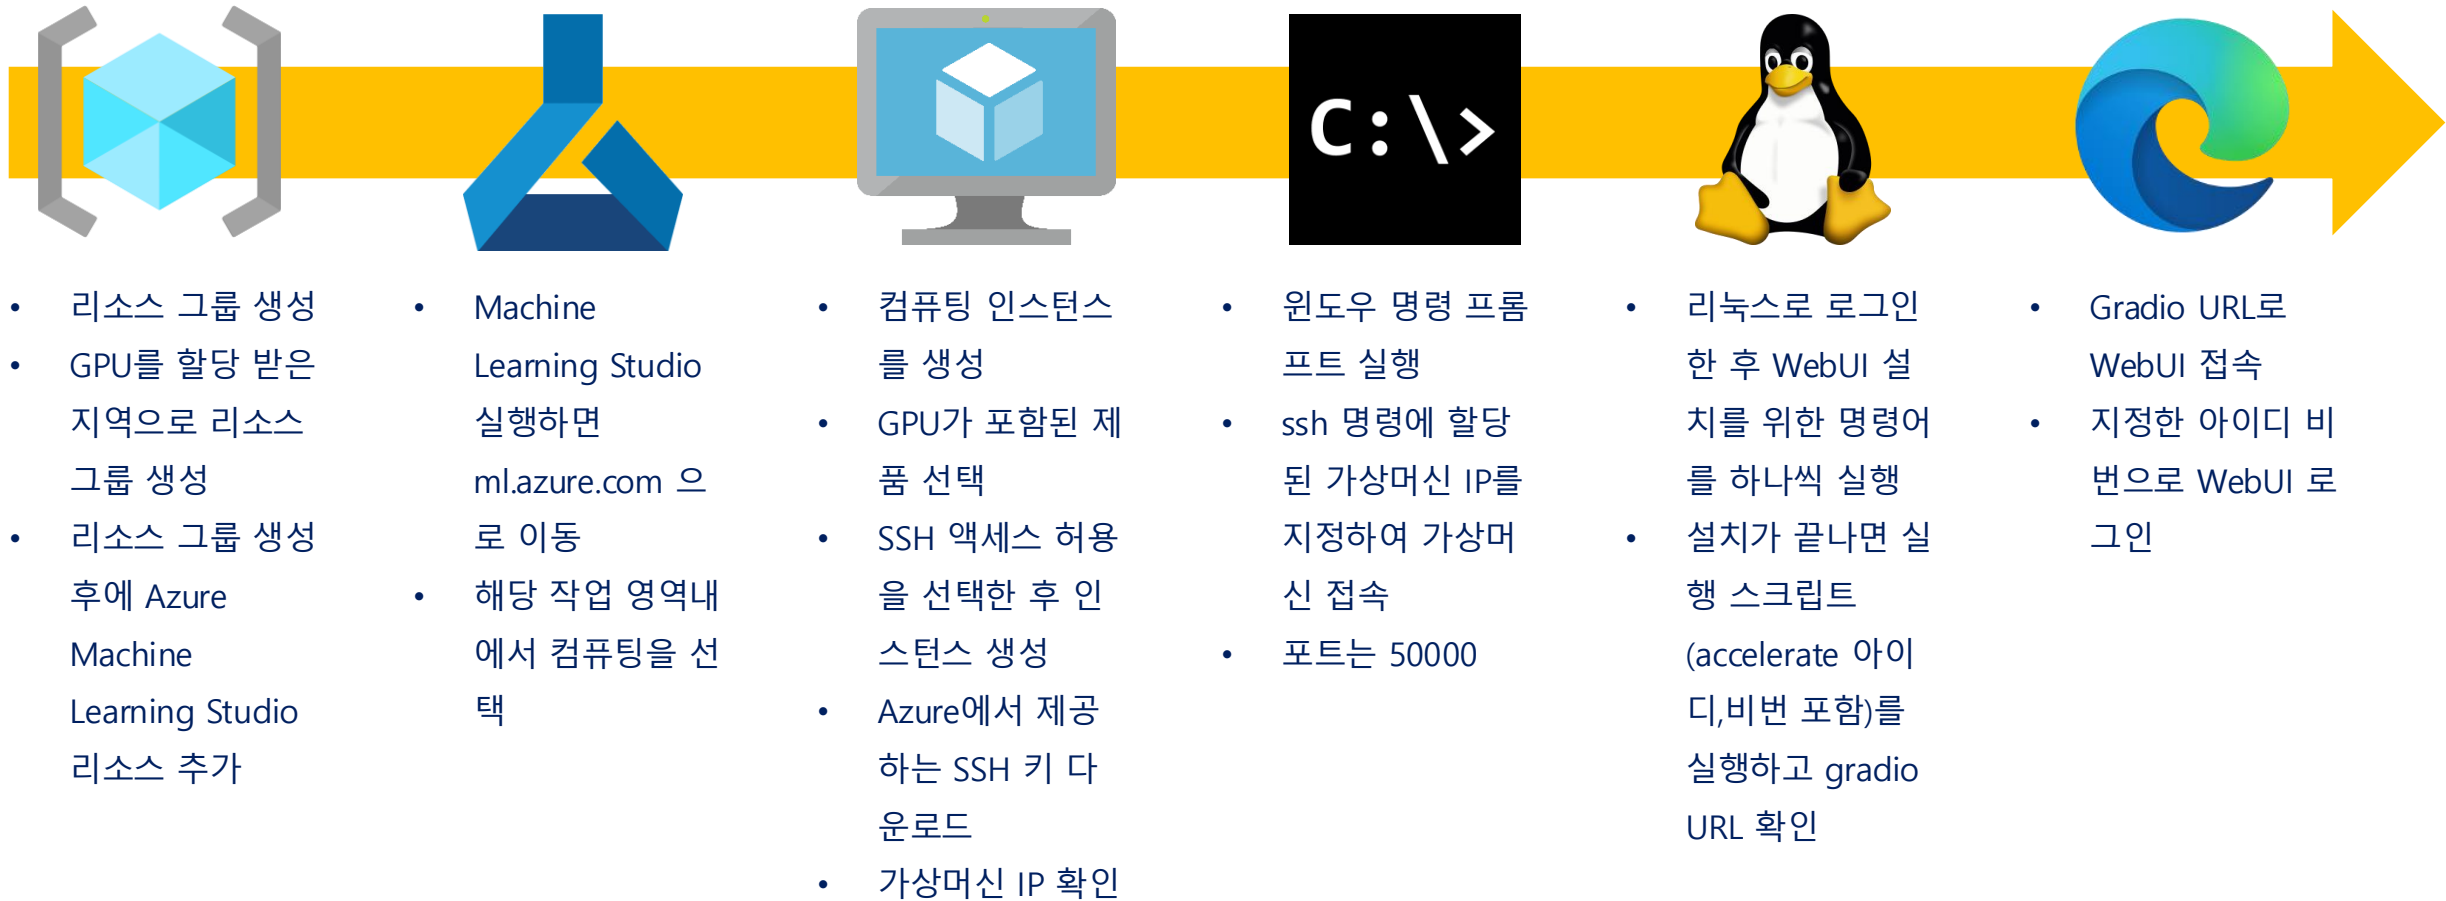 C:\>
• 리소스 그룹 생성
• GPU를 할당 받은
지역으로 리소스
그룹 생성
• 리소스 그룹 생성
후에 Azure
Machine
Learning Studio
리소스 추가
• Machine
Learning Studio
실행하면
ml.azure.com 으
로 이동
• 해당 작업 영역내
에서 컴퓨팅을 선
택
• 컴퓨팅 인스턴스
를 생성
• GPU가 포함된 제
품 선택
• SSH 액세스 허용
을 선택한 후 인
스턴스 생성
• Azure에서 제공
하는 SSH 키 다
운로드
• 가상머신 IP 확인
• 윈도우 명령 프롬
프트 실행
• ssh 명령에 할당
된 가상머신 IP를
지정하여 가상머
신 접속
• 포트는 50000
• 리눅스로 로그인
한 후 WebUI 설
치를 위한 명령어
를 하나씩 실행
• 설치가 끝나면 실
행 스크립트
(accelerate 아이
디,비번 포함)를
실행하고 gradio
URL 확인
• Gradio URL로
WebUI 접속
• 지정한 아이디 비
번으로 WebUI 로
그인